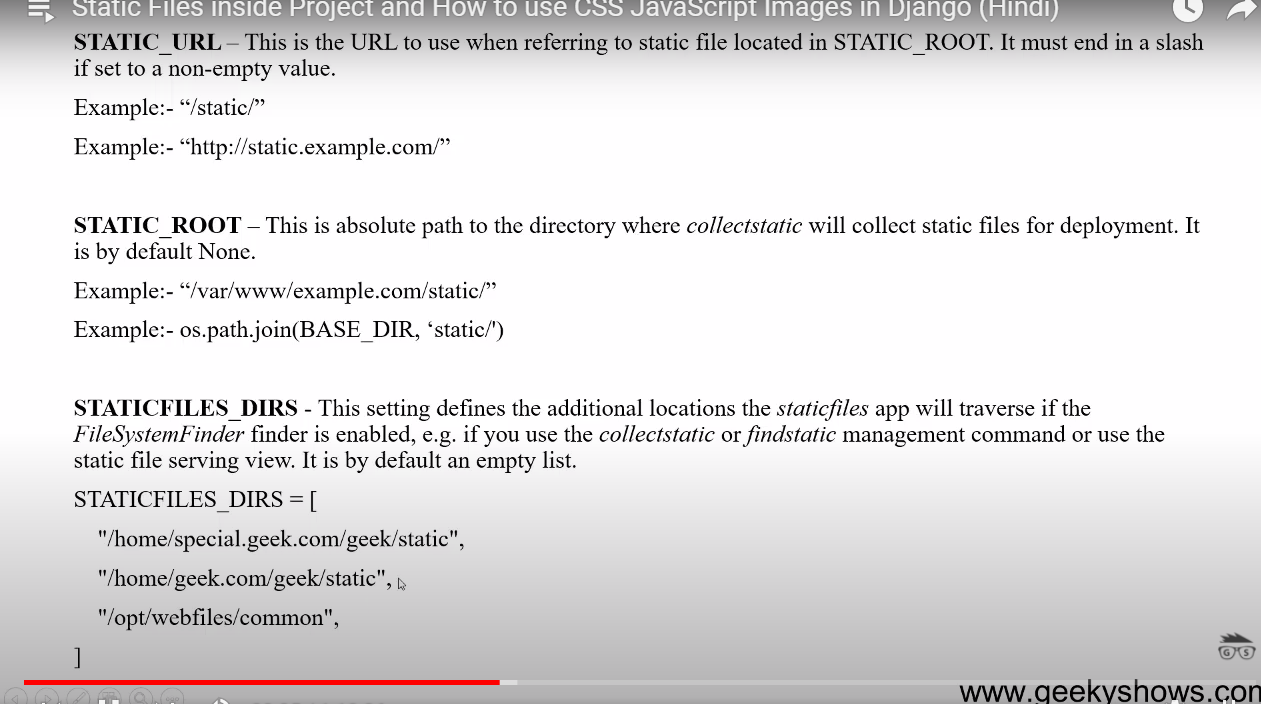 Static Files inside Project and How to use CSS JavaScript Images in Django (Hindi)
STATIC_URL – This is the URL to use when referring to static file located in STATIC_ROOT. It must end in a slash
if set to a non-empty value.
Example:- “/static/”
Example:- “http://static.example.com/”
STATIC_ROOT – This is absolute path to the directory where collectstatic will collect static files for deployment. It
is by default None.
Example:- “/var/www/example.com/static/”
Example:- os.path.join(BASE_DIR, ‘static/')
STATICFILES_DIRS - This setting defines the additional locations the staticfiles app will traverse if the
FileSystemFinder finder is enabled, e.g. if you use the collectstatic or findstatic management command or use the
static file serving view. It is by default an empty list.
STATICFILES_DIRS = [
"/home/special.geek.com/geek/static",
"/home/geek.com/geek/static",
"/opt/webfiles/common",
]
G S
www.geekyshows.com